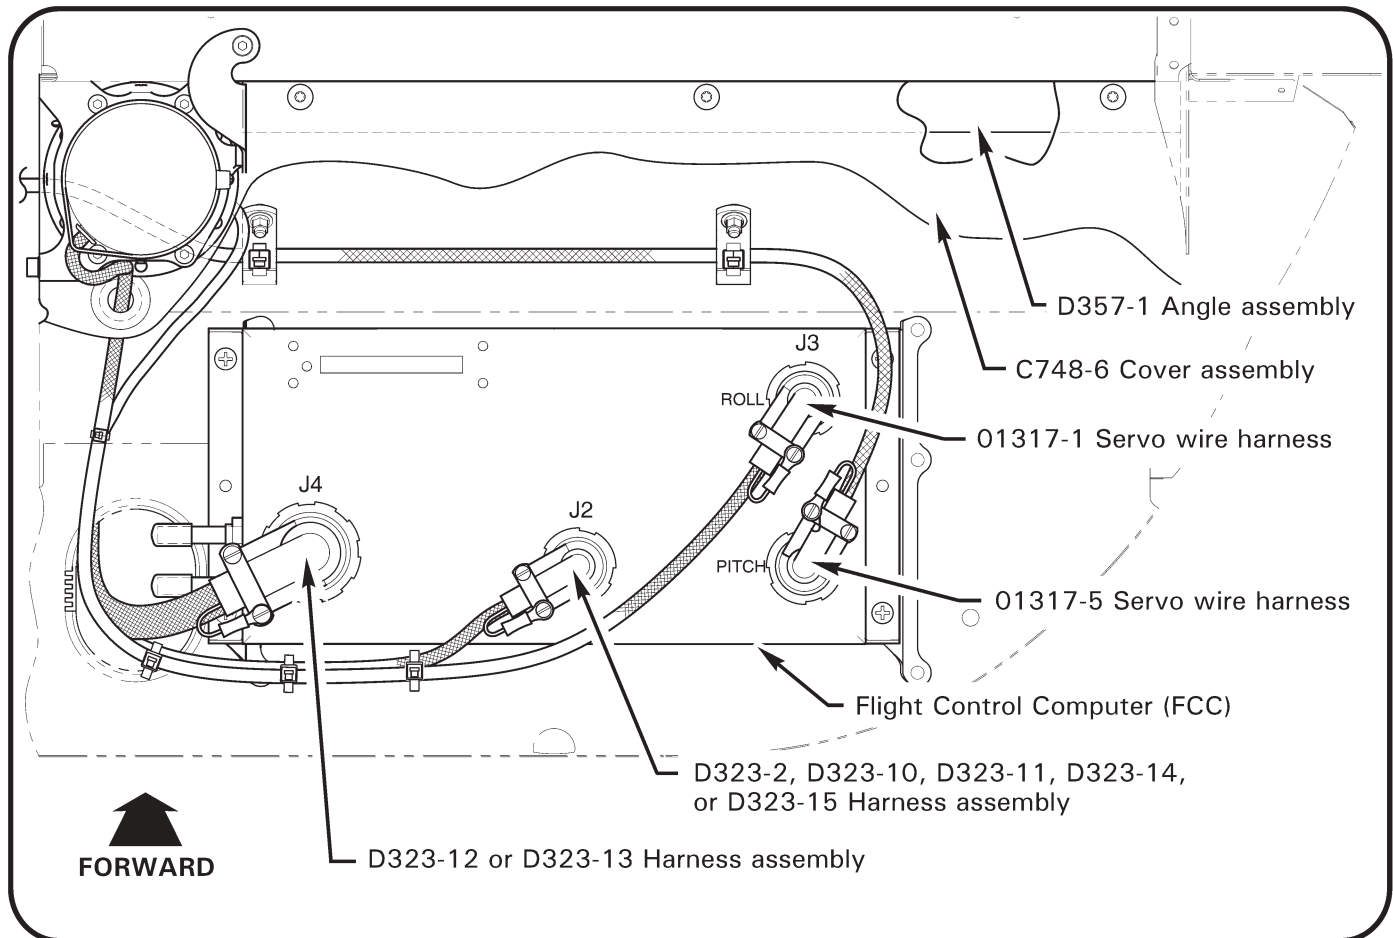 D357-1 Angle assembly
C748-6 Cover assembly
J3
ROLL
01317-1 Servo wire harness
J4
J2
PITCH
01317-5 Servo wire harness
Flight Control Computer (FCC)
D323-2, D323-10, D323-11, D323-14,
or D323-15 Harness assembly
D323-12 or D323-13 Harness assembly
FORWARD